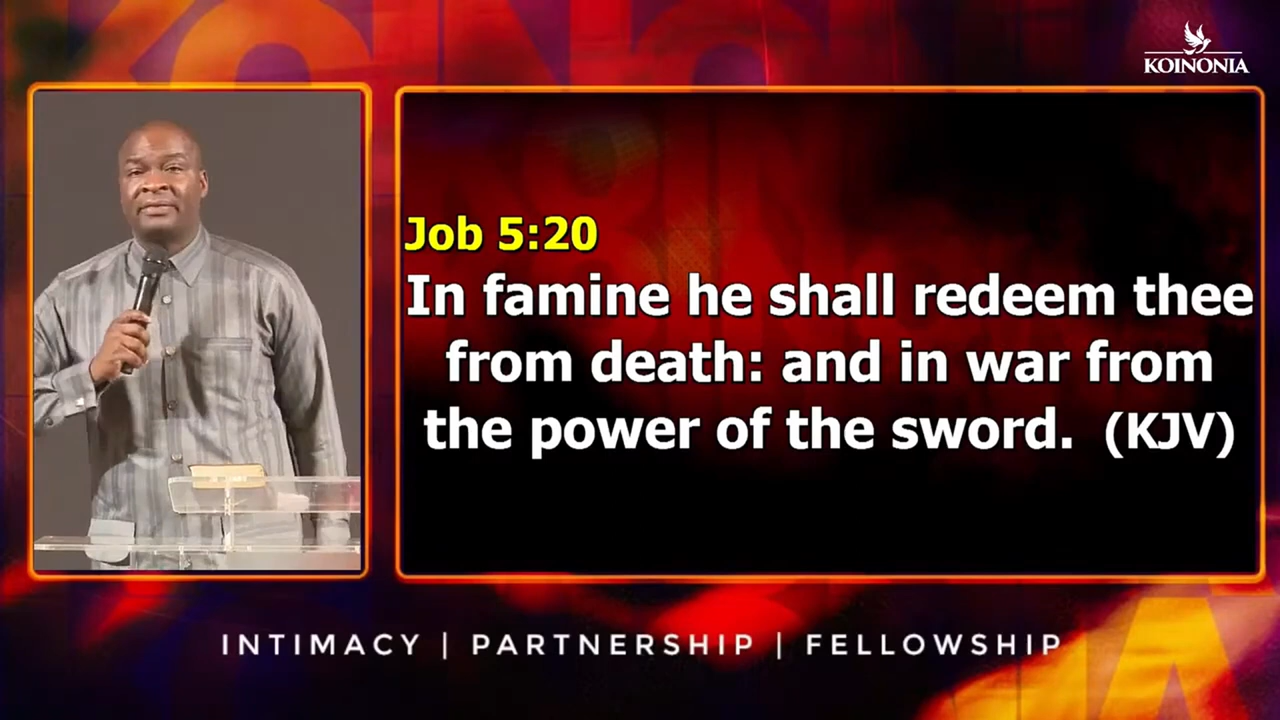 KOINONIA
Job 5:20
In famine he shall redeem thee
from death: and in war from
the power of the sword. (KJV)
INTIMACY | PARTNERSHIP | FELLOWSHIP